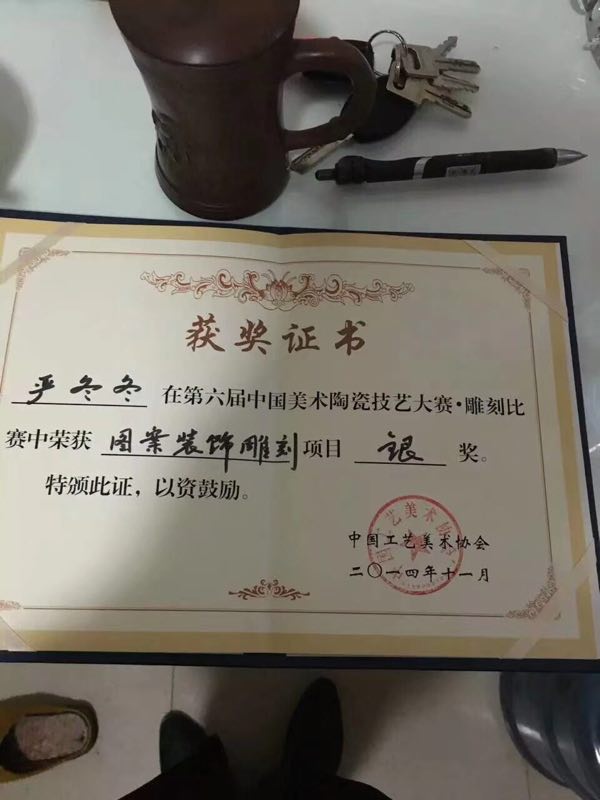 获奖证书
严冬冬 在第六届中国美术陶瓷技艺大赛·雕刻比
赛中荣获 图案装饰雕刻 项目 银 奖。
特颁此证，以资鼓励。
中国工艺美术协会
二〇一四年十一月